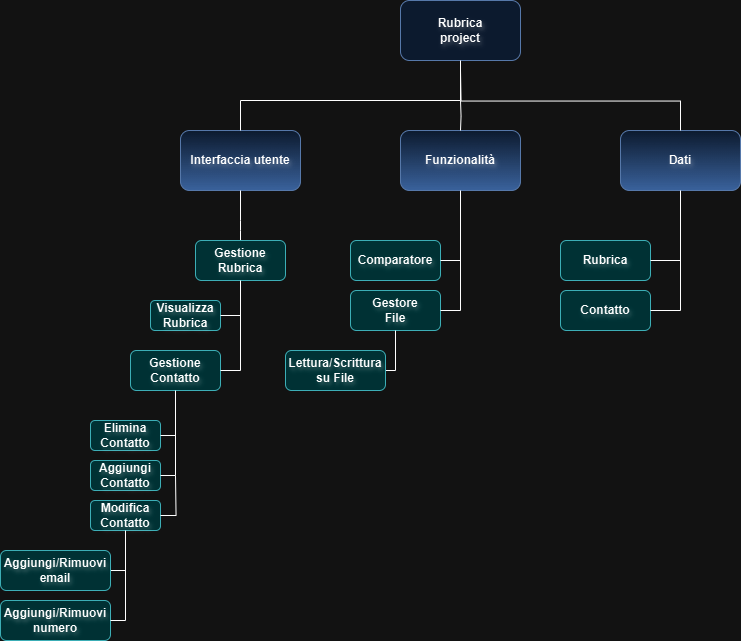 Rubrica
project
Interfaccia utente
Funzionalità
Dati
Gestione
Rubrica
Comparatore
Rubrica
Visualizza
Rubrica
Gestore
File
Contatto
Gestione
Contatto
Lettura/Scrittura
su File
Elimina
Contatto
Aggiungi
Contatto
Modifica
Contatto
Aggiungi/Rimuovi
email
Aggiungi/Rimuovi
numero